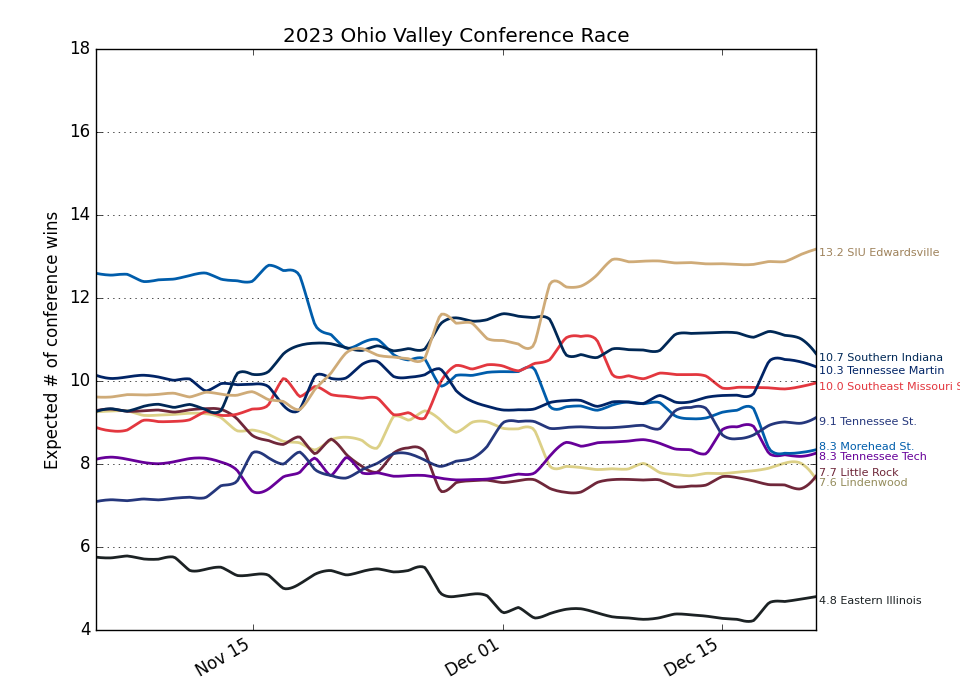 2023 Ohio Valley Conference Race
Expected # of conference wins
18
16
14
12
10
8
6
4
Nov 15
Dec 01
Dec 15
13.2 SIU Edwardsville
10.7 Southern Indiana
10.3 Tennessee Martin
10.0 Southeast Missouri S
9.1 Tennessee St.
8.3 Morehead St.
8.3 Tennessee Tech
7.7 Little Rock
7.6 Lindenwood
4.8 Eastern Illinois